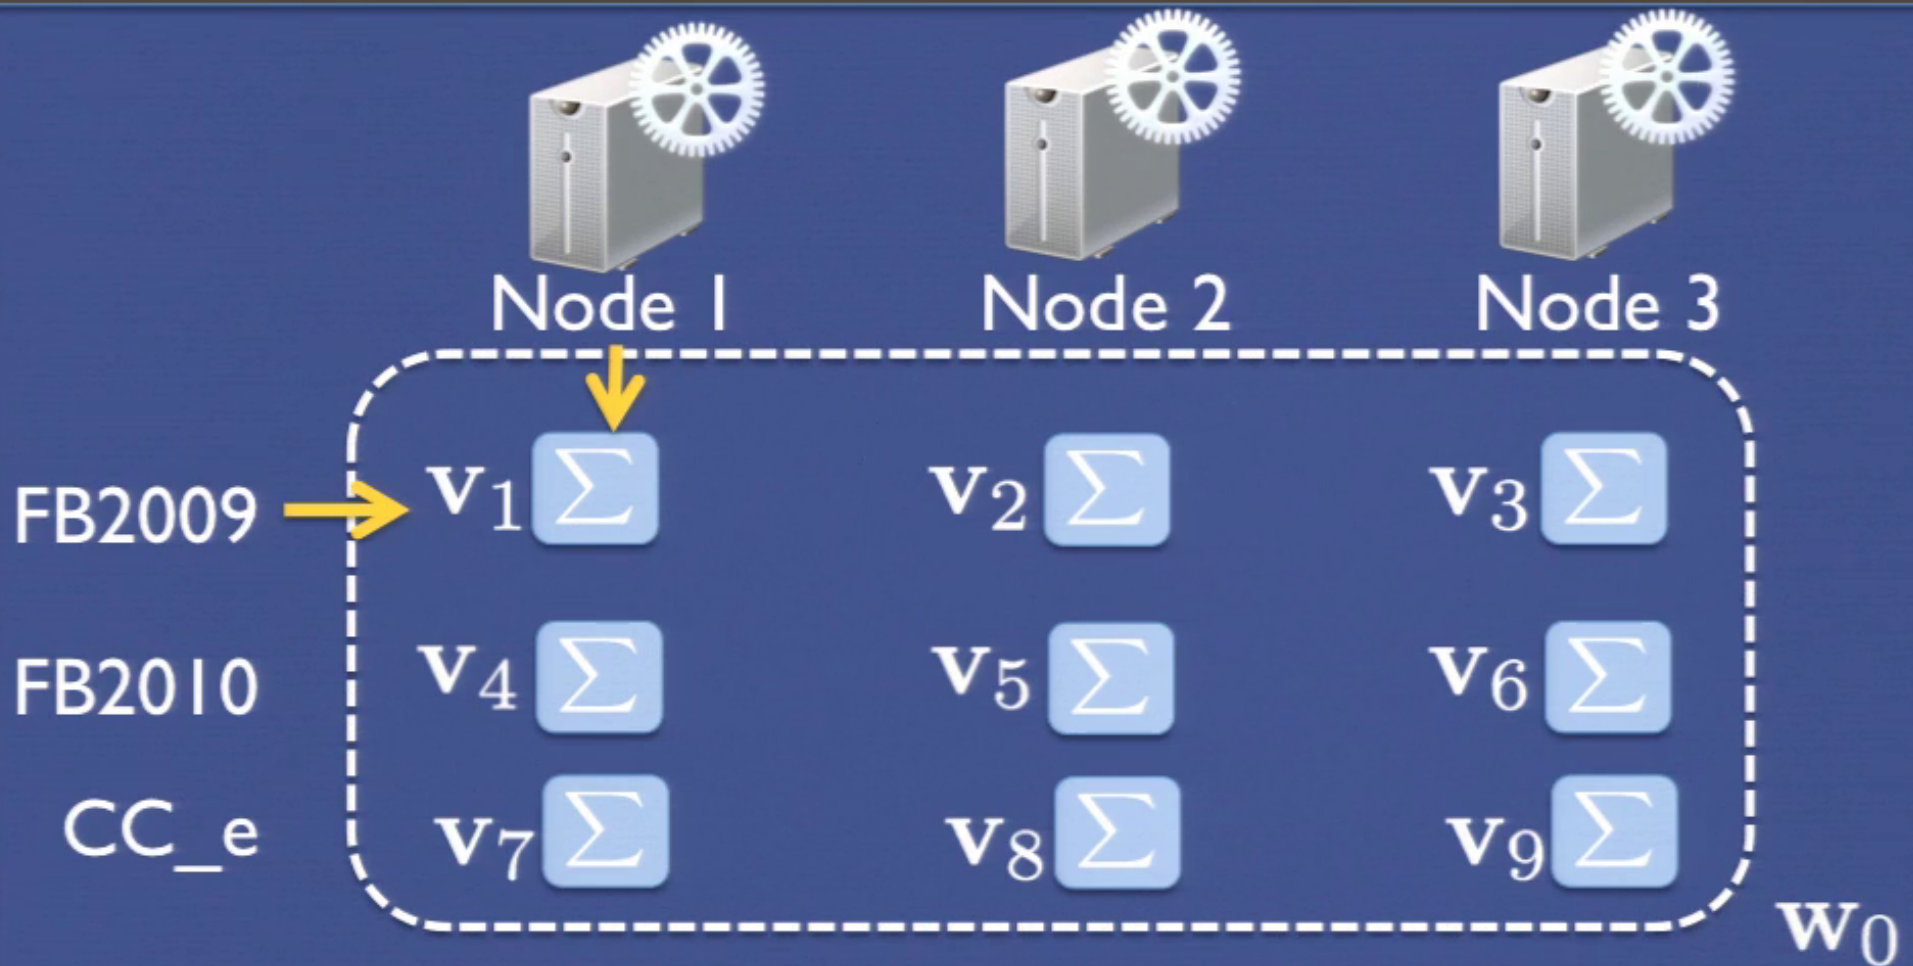 Node 1 Node 2 Node 3
FB2009 v₁ Σ v₂ Σ v₃ Σ
FB2010 v₄ Σ v₅ Σ v₆ Σ
CC_e v₇ Σ v₈ Σ v₉ Σ
w₀